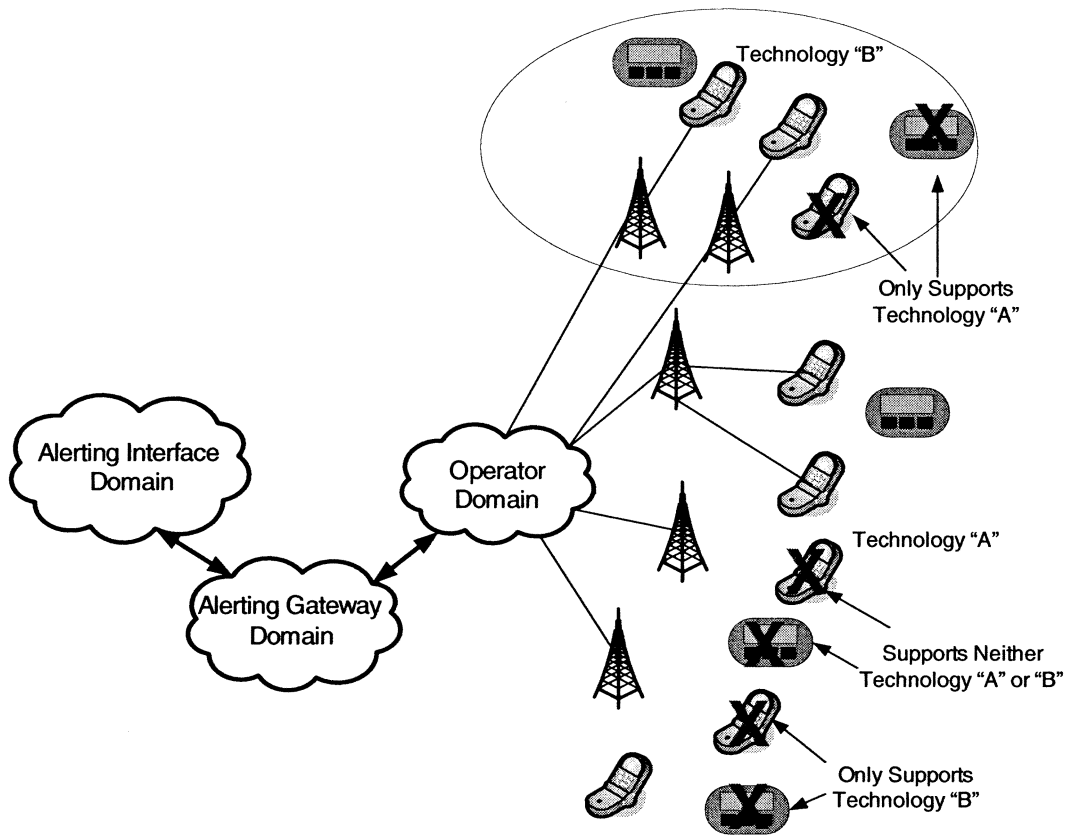 Technology “B”
Only Supports
Technology “A”
Alerting Interface
Domain
Operator
Domain
Technology “A”
Alerting Gateway
Domain
Supports Neither
Technology “A” or “B”
Only Supports
Technology “B”